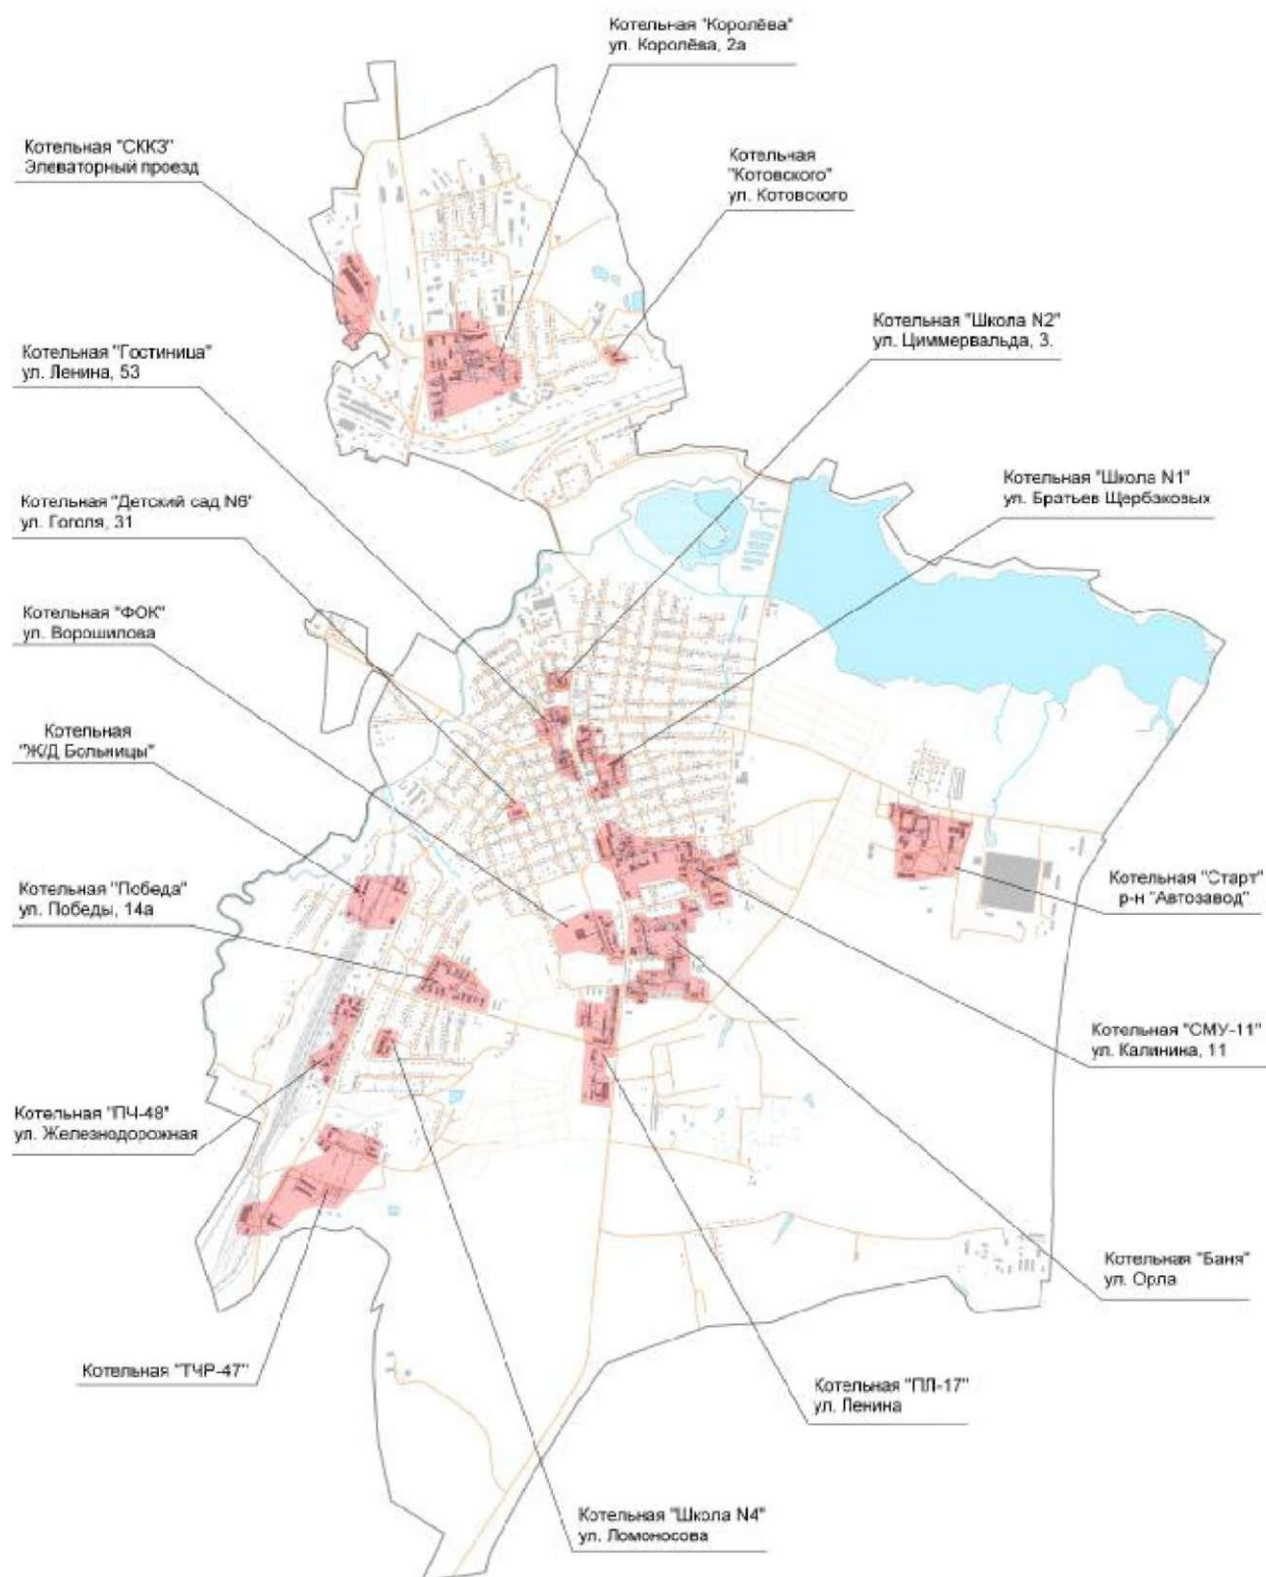 Котельная "Королёва"
ул. Королёва, 2а
Котельная "СККЗ"
Элеваторный проезд
Котельная
"Котовского"
ул. Котовского
Котельная "Школа N2"
ул. Циммервальда, 3.
Котельная "Гостиница"
ул. Ленина, 53
Котельная "Школа N1"
ул. Братьев Щербаковых
Котельная "Детский сад N6"
ул. Гоголя, 31
Котельная "ФОК"
ул. Ворошилова
Котельная
"Ж/Д Больницы"
Котельная "Старт"
р-н "Автозавод"
Котельная "Победа"
ул. Победы, 14а
Котельная "СМУ-11"
ул. Калинина, 11
Котельная "ПЧ-48"
ул. Железнодорожная
Котельная "Баня"
ул. Орла
Котельная "ТЧР-47"
Котельная "ПЛ-17"
ул. Ленина
Котельная "Школа N4"
ул. Ломоносова